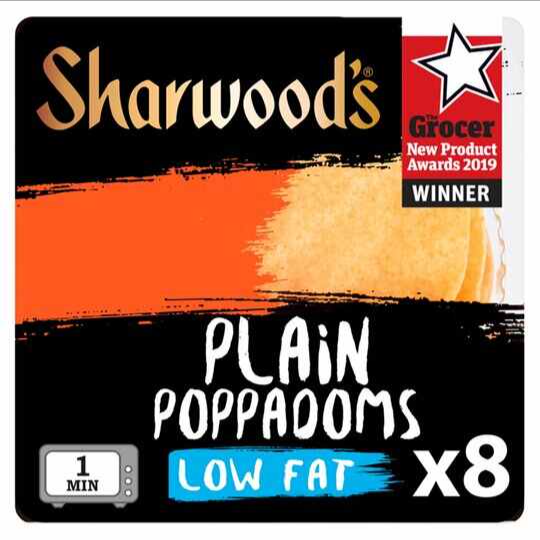 Sharwood's®
The
Grocer
New Product
Awards 2019
WINNER
PLAiN
POPPADOMS
LOW FAT
x8
1
MIN